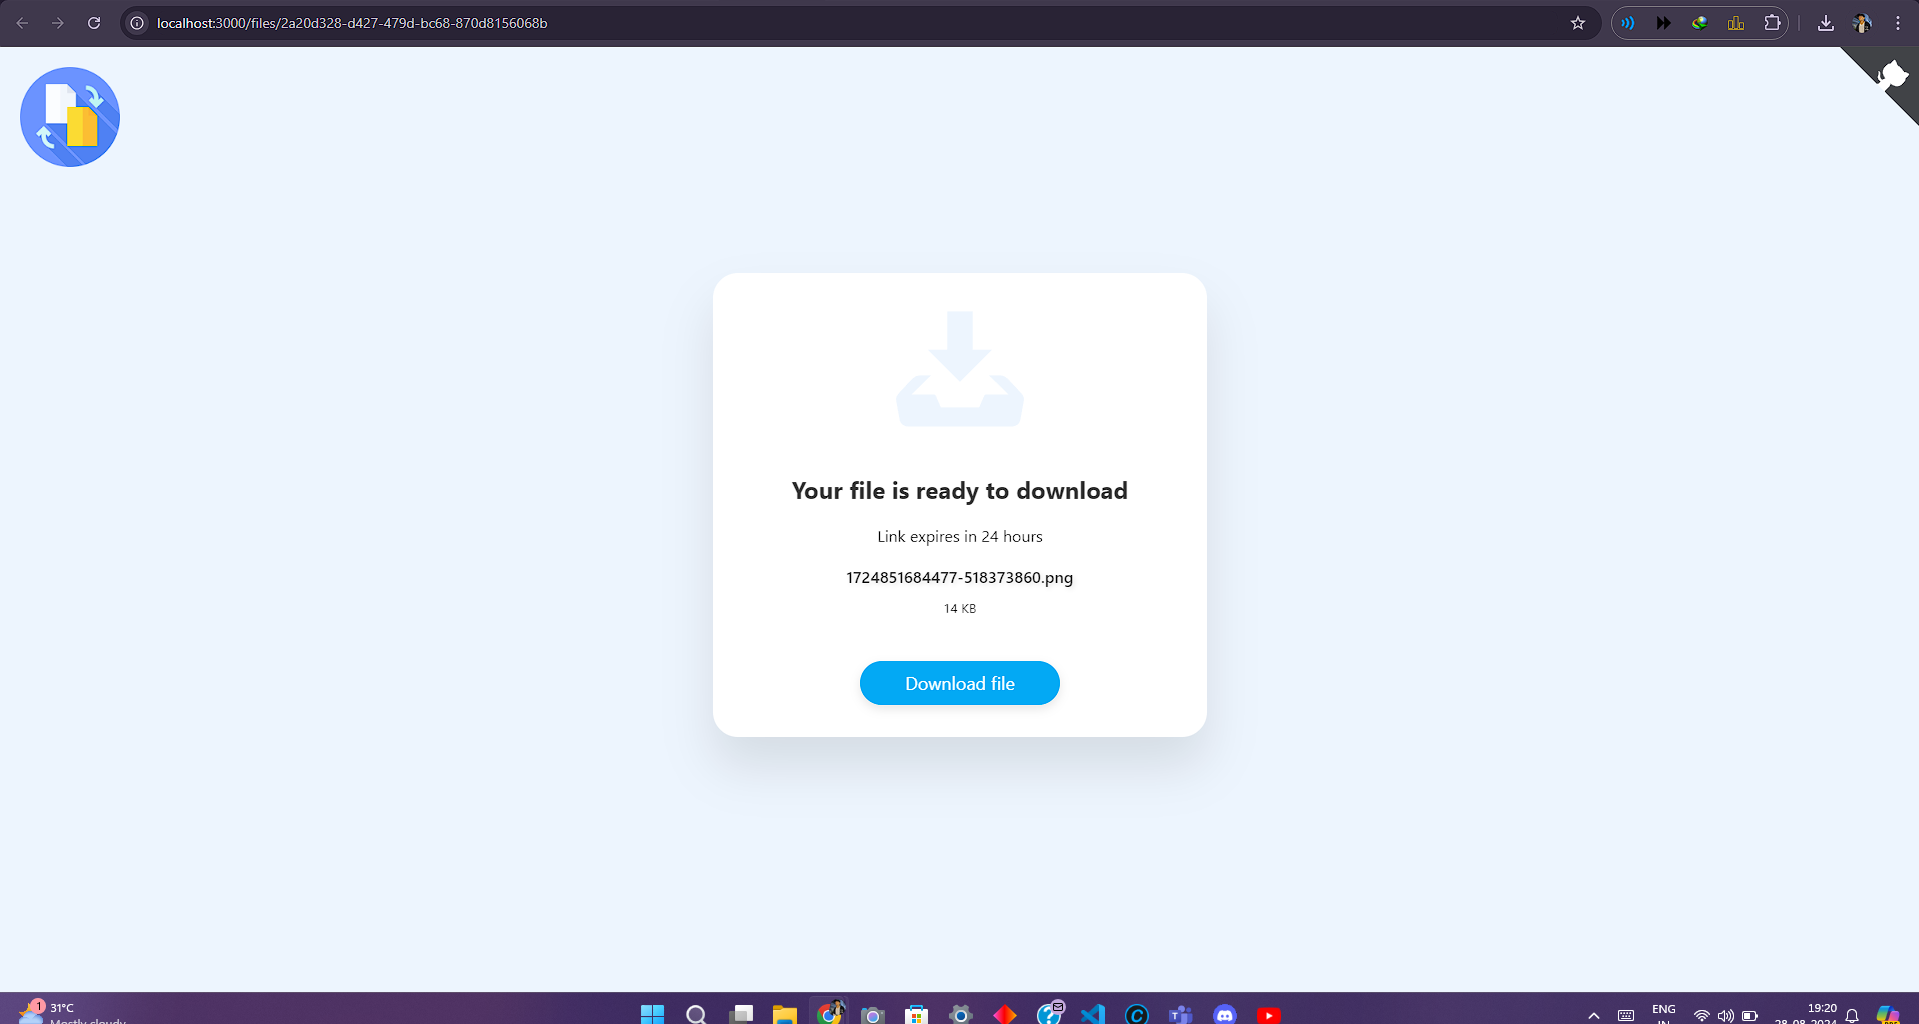 localhost:3000/files/2a20d328-d427-479d-bc68-870d8156068b
Your file is ready to download
Link expires in 24 hours
1724851684477-518373860.png
14 KB
Download file
1
31°C
Mostly cloudy
ENG
IN
19:20
28-08-2024